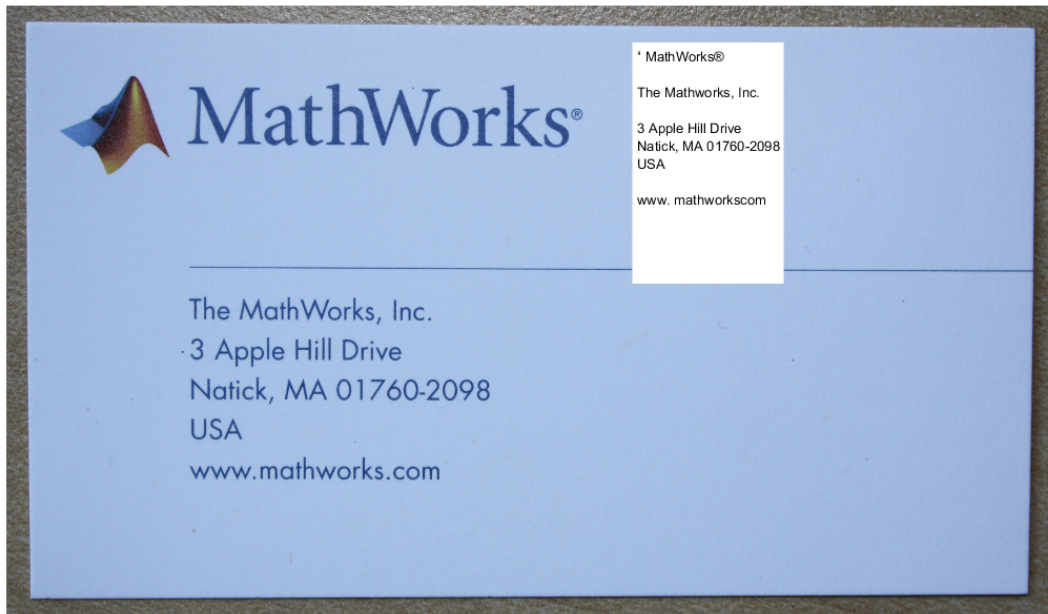 MathWorks®
‘ MathWorks®
The Mathworks, Inc.
3 Apple Hill Drive
Natick, MA 01760-2098
USA
www. mathworkscom
The MathWorks, Inc.
3 Apple Hill Drive
Natick, MA 01760-2098
USA
www.mathworks.com